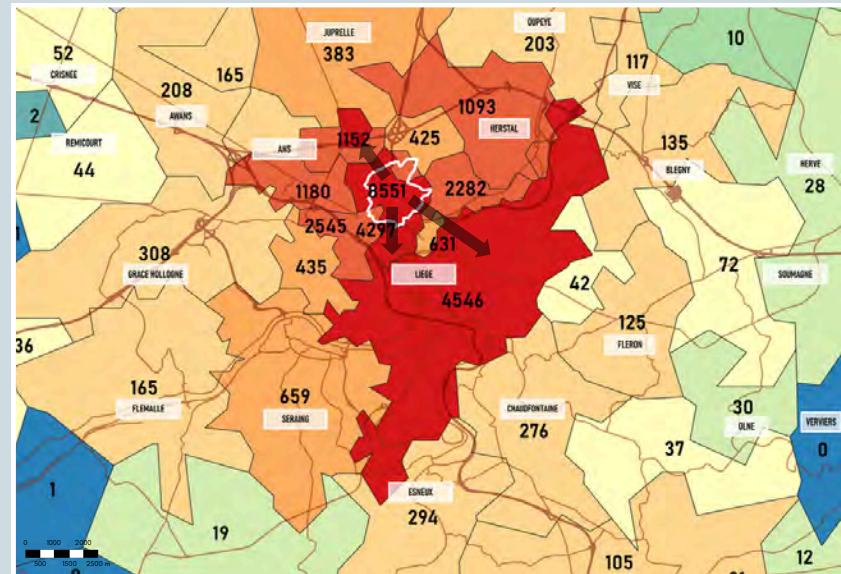 OUPEYE
JUPRELLE
203
10
52
383
117
CRISNEE
165
VISE
208
1093
2
AWANS
1152
425
HERSTAL
135
REMICOURT
ANS
BLEGNY
HERVE
44
1180
8551
2282
28
2545
4297
631
308
435
LIEGE
72
GRACE HOLLOGNE
SOUMAGNE
42
4546
125
36
FLERON
165
659
FLEMALLE
CHAUDFONTAINE
30
SERAING
276
OLNE
VERVIERS
37
0
1
ESNEUX
19
294
0 1000 2000
500 1500 2500 m
105
12